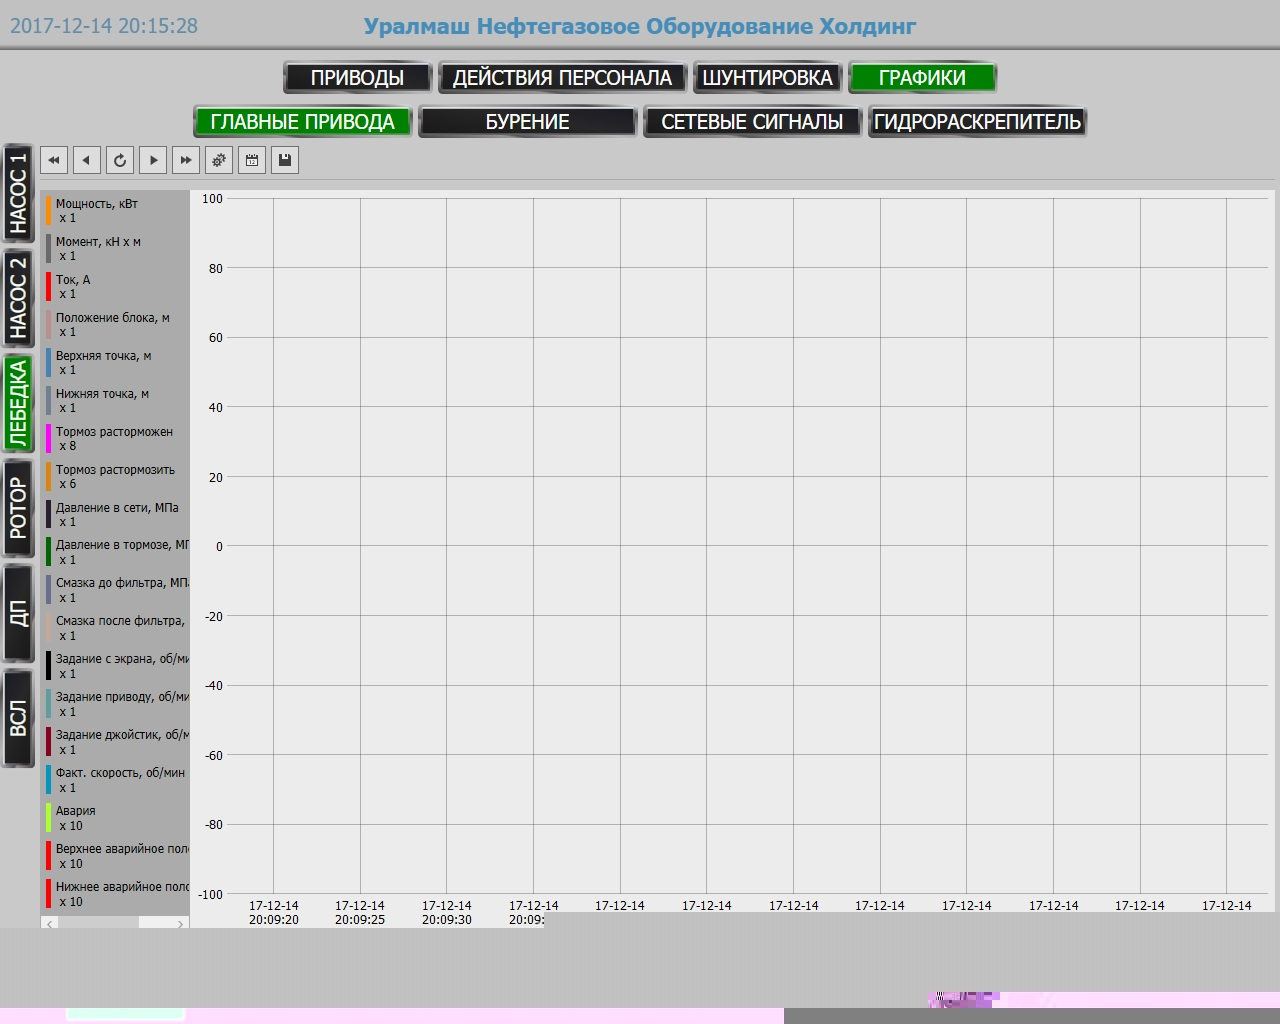 2017-12-14 20:15:28
Уралмаш Нефтегазовое Оборудование Холдинг
ПРИВОДЫ
ДЕЙСТВИЯ ПЕРСОНАЛА
ШУНТИРОВКА
ГРАФИКИ
ГЛАВНЫЕ ПРИВОДА
БУРЕНИЕ
СЕТЕВЫЕ СИГНАЛЫ
ГИДРОРАСКРЕПИТЕЛЬ
НАСОС 1
НАСОС 2
ЛЕБЕДКА
РОТОР
ДП
ВСЛ
12
Мощность, кВт
x 1
Момент, кН х м
x 1
Ток, А
x 1
Положение блока, м
x 1
Верхняя точка, м
x 1
Нижняя точка, м
x 1
Тормоз расторможен
x 8
Тормоз растормозить
x 6
Давление в сети, МПа
x 1
Давление в тормозе, МГ
x 1
Смазка до фильтра, МПа
x 1
Смазка после фильтра,
x 1
Задание с экрана, об/ми
x 1
Задание приводу, об/ми
x 1
Задание джойстик, об/м
x 1
Факт. скорость, об/мин
x 1
Авария
x 10
Верхнее аварийное пол
x 10
Нижнее аварийное поло
x 10
100
80
60
40
20
0
-20
-40
-60
-80
-100
17-12-14 17-12-14 17-12-14 17-12-14 17-12-14 17-12-14 17-12-14 17-12-14 17-12-14 17-12-14 17-12-14 17-12-14
20:09:20 20:09:25 20:09:30 20:09: